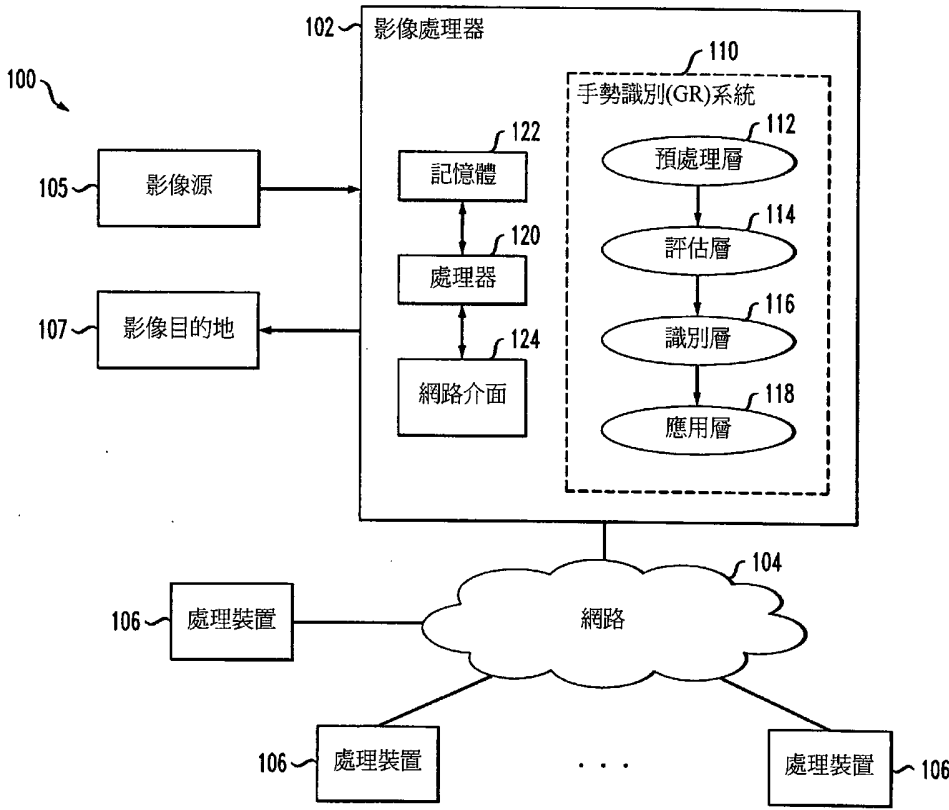 102
影像處理器
100
110
手勢識別(GR)系統
112
預處理層
122
記憶體
105
影像源
114
評估層
120
處理器
107
影像目的地
116
識別層
124
網路介面
118
應用層
104
網路
106
處理裝置
106
處理裝置
. . .
處理裝置
106